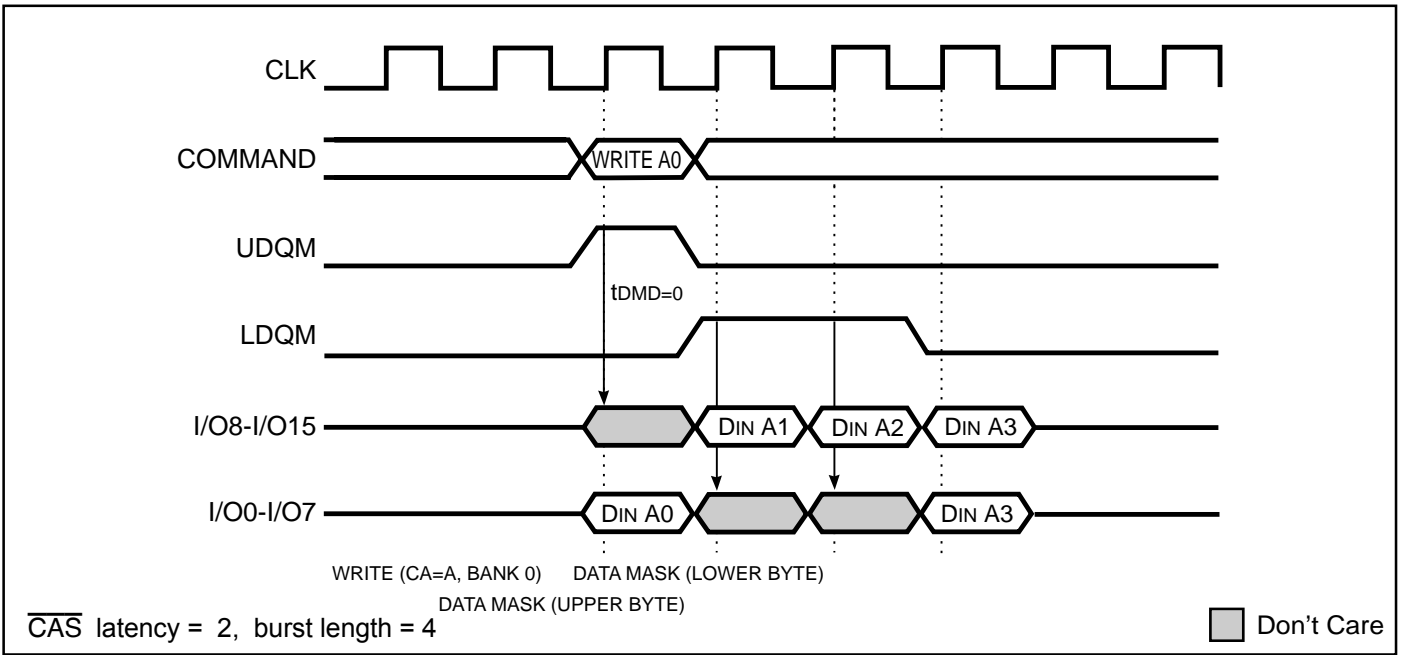 CLK
COMMAND
WRITE A0
UDQM
tDMD=0
LDQM
I/O8-I/O15
DIN A1
DIN A2
DIN A3
I/O0-I/O7
DIN A0
DIN A3
WRITE (CA=A, BANK 0)
DATA MASK (LOWER BYTE)
DATA MASK (UPPER BYTE)
CAS latency = 2, burst length = 4
Don't Care